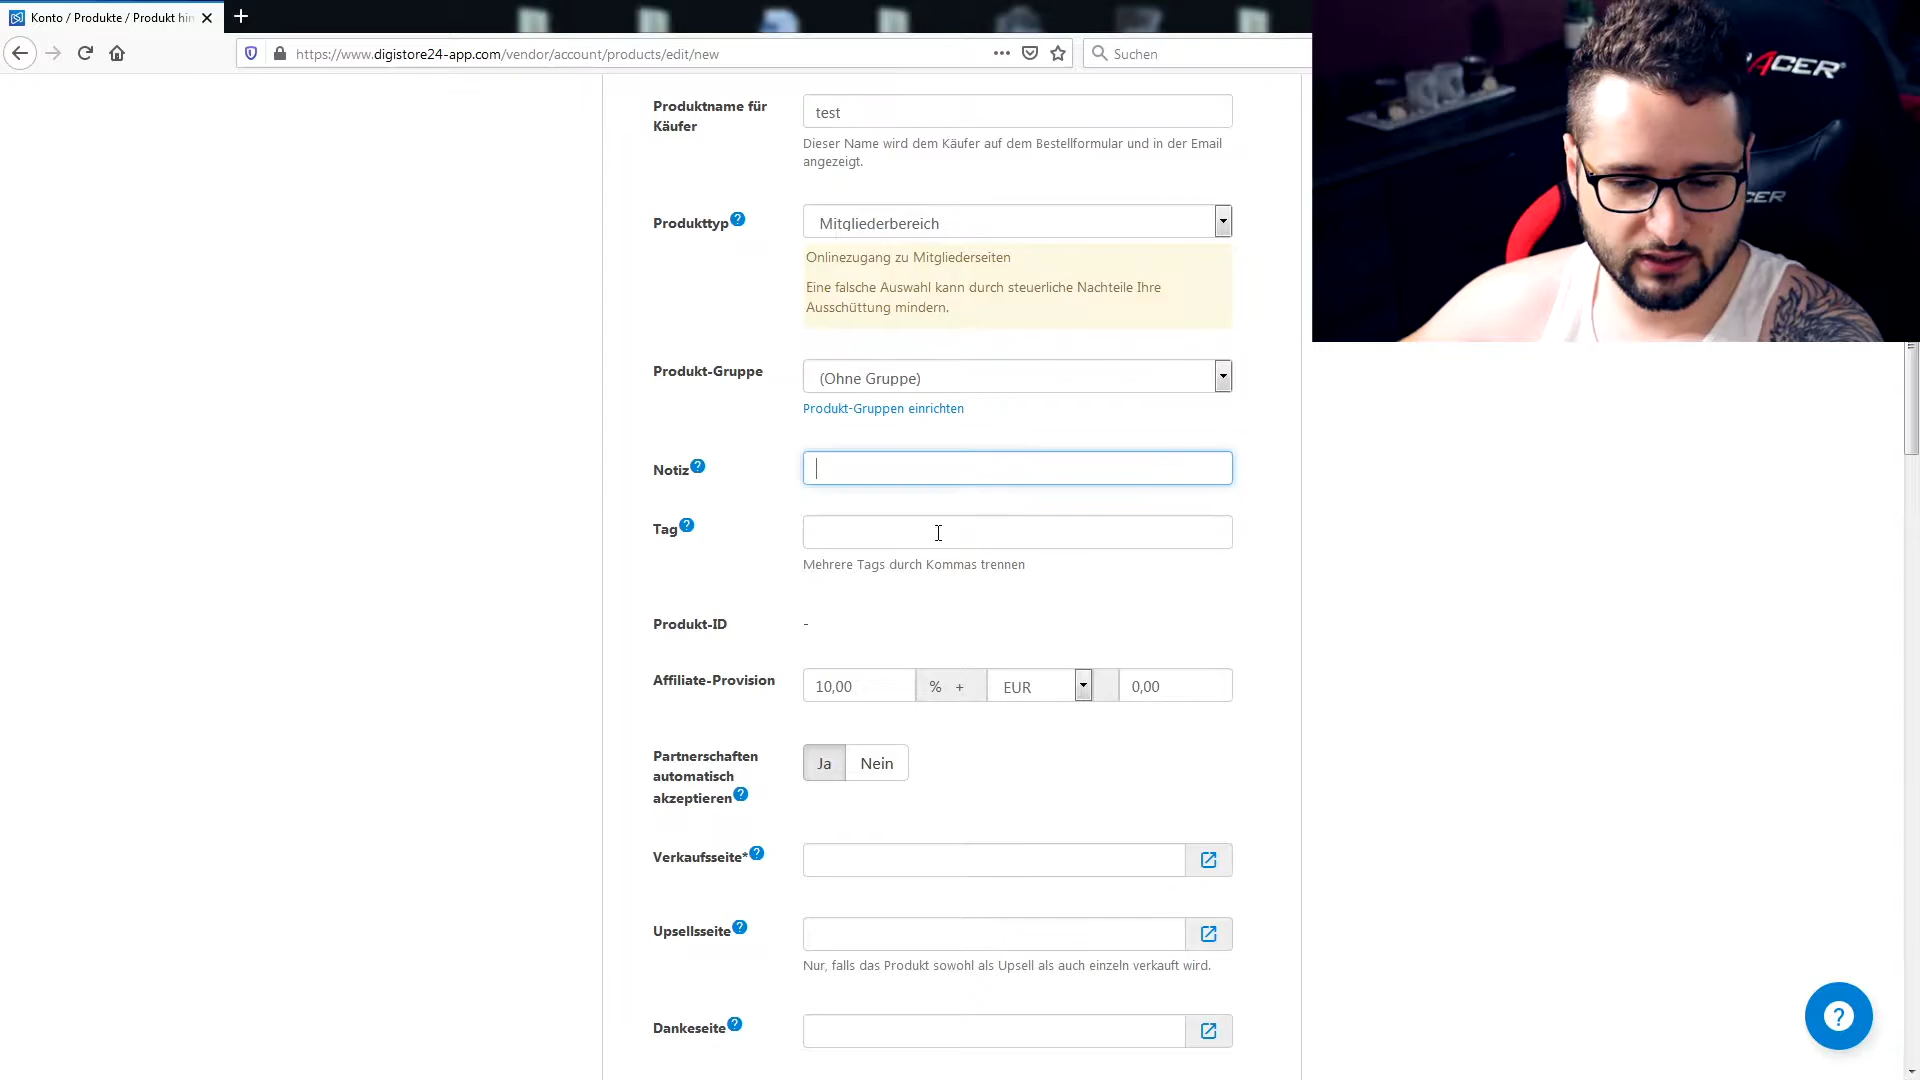 Konto / Produkte / Produkt hin
https://www.digistore24-app.com/vendor/account/products/edit/new
Suchen
ACER
CER
Produktname für
Käufer
test
Dieser Name wird dem Käufer auf dem Bestellformular und in der Email
angezeigt.
Produkttyp
Mitgliederbereich
Onlinezugang zu Mitgliederseiten
Eine falsche Auswahl kann durch steuerliche Nachteile Ihre
Ausschüttung mindern.
Produkt-Gruppe
(Ohne Gruppe)
Produkt-Gruppen einrichten
Notiz
Tag
Mehrere Tags durch Kommas trennen
Produkt-ID
-
Affiliate-Provision
10,00 % + EUR 0,00
Partnerschaften
automatisch
akzeptieren
Ja Nein
Verkaufsseite*
Upsellsseite
Nur, falls das Produkt sowohl als Upsell als auch einzeln verkauft wird.
Dankeseite